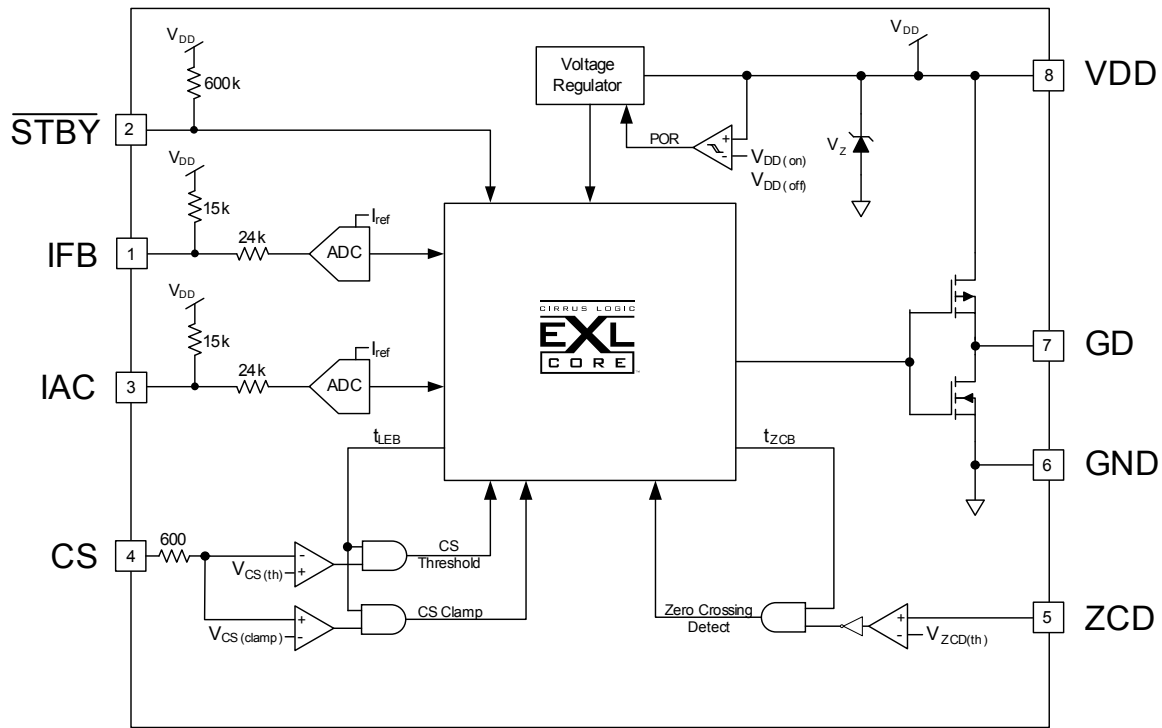 VDD
600k
STBY
2
VDD
15k
IFB
1
24k
Iref
ADC
VDD
15k
IAC
3
24k
Iref
ADC
Voltage
Regulator
POR
+
-
VDD(on)
VDD(off)
VZ
VDD
8
VDD
CIRRUS LOGIC
EXL
CORE
TM
7
GD
6
GND
tLEB
tZCB
CS
4
600
-
+
VCS(th)
CS
Threshold
+
-
VCS(clamp)
CS Clamp
Zero Crossing
Detect
+
-
VZCD(th)
5
ZCD